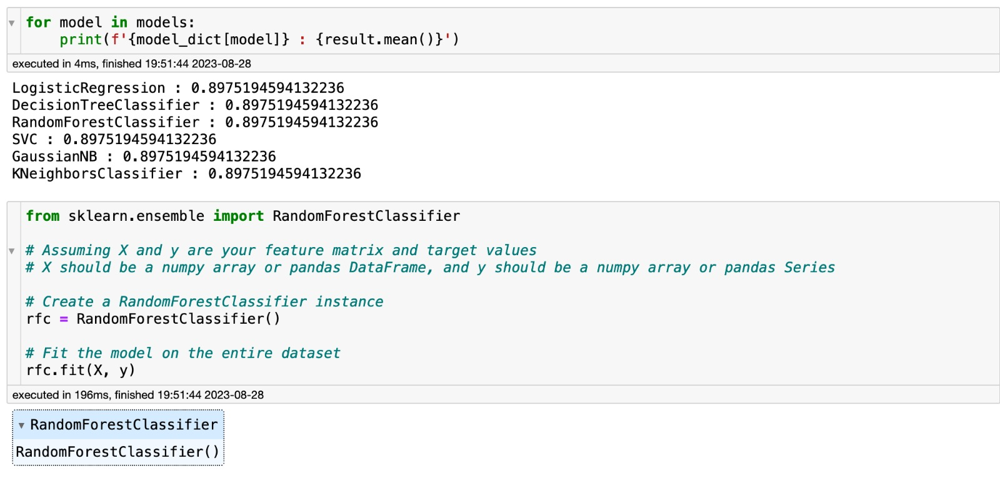 for model in models:
    print(f'{model_dict[model]} : {result.mean()}')
executed in 4ms, finished 19:51:44 2023-08-28
LogisticRegression : 0.8975194594132236
DecisionTreeClassifier : 0.8975194594132236
RandomForestClassifier : 0.8975194594132236
SVC : 0.8975194594132236
GaussianNB : 0.8975194594132236
KNeighborsClassifier : 0.8975194594132236
from sklearn.ensemble import RandomForestClassifier
# Assuming X and y are your feature matrix and target values
# X should be a numpy array or pandas DataFrame, and y should be a numpy array or pandas Series
# Create a RandomForestClassifier instance
rfc = RandomForestClassifier()
# Fit the model on the entire dataset
rfc.fit(X, y)
executed in 196ms, finished 19:51:44 2023-08-28
▼ RandomForestClassifier
RandomForestClassifier()